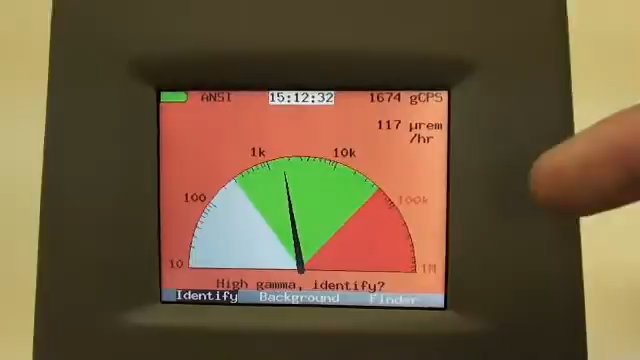 ANSI 15:12:32 1674 gCPS
117 µrem
/hr
1k 10k
100 100k
10 1M
High gamma, identify?
Identify Background Finder